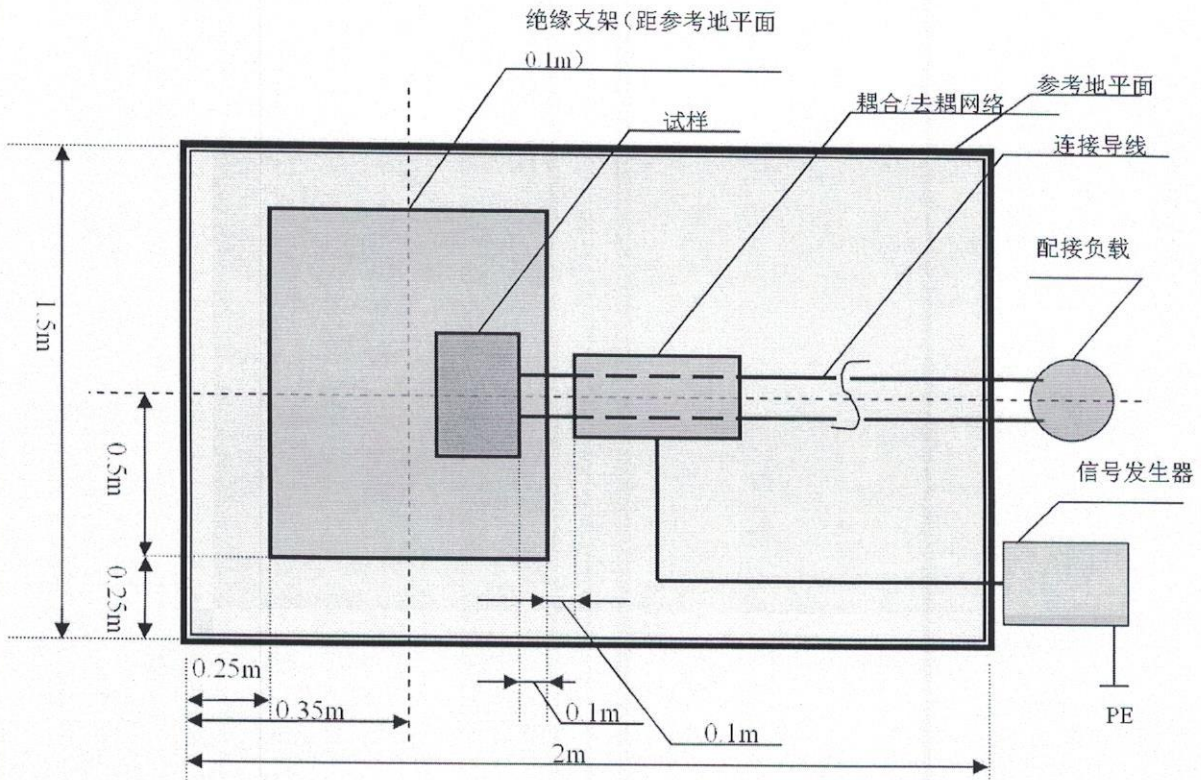 绝缘支架（距参考地平面
0.1m）
参考地平面
耦合/去耦网络
试样
连接导线
配接负载
1.5m
0.5m
信号发生器
0.25m
0.25m
0.35m
0.1m
0.1m
PE
2m